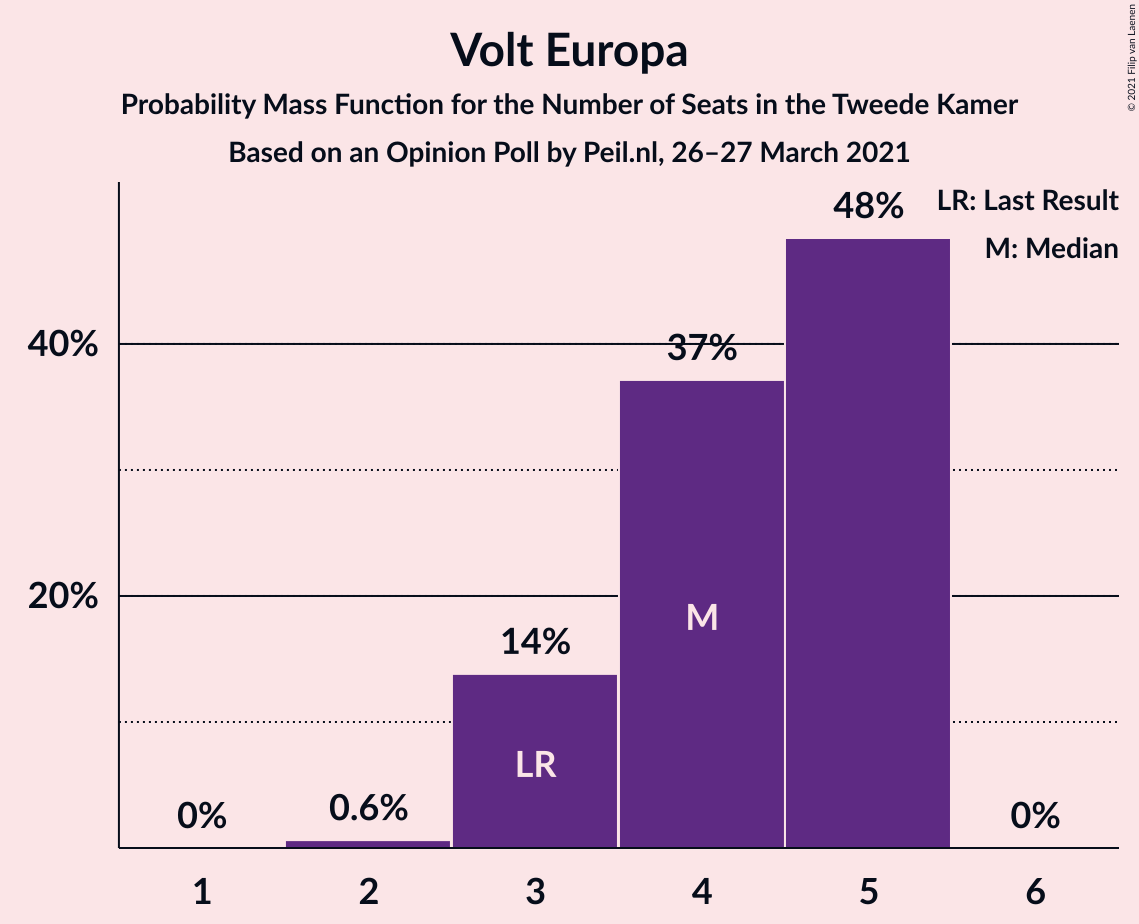 Volt Europa
Probability Mass Function for the Number of Seats in the Tweede Kamer
Based on an Opinion Poll by Peil.nl, 26–27 March 2021
© 2021 Filip van Laenen
LR: Last Result
M: Median
48%
40%
37%
20%
M
14%
LR
0%
0.6%
0%
1 2 3 4 5 6